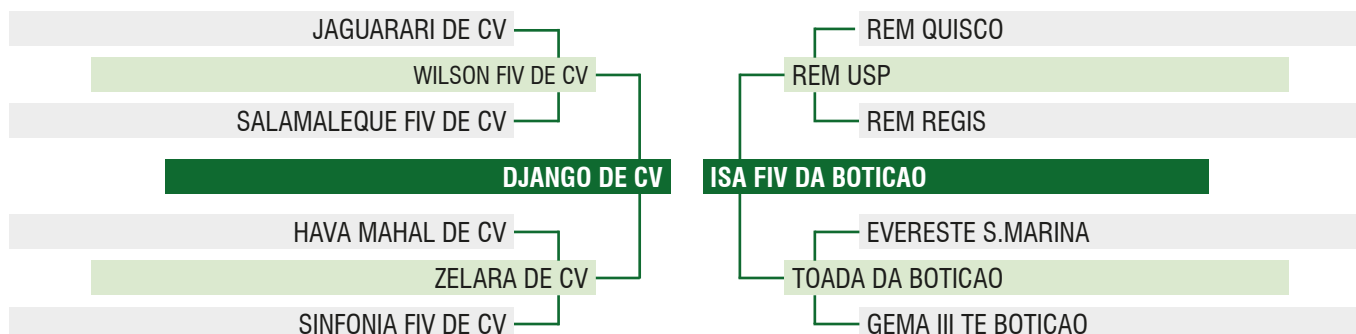 JAGUARARI DE CV
WILSON FIV DE CV
SALAMALEQUE FIV DE CV
DJANGO DE CV
HAVA MAHAL DE CV
ZELARA DE CV
SINFONIA FIV DE CV
REM QUISCO
REM USP
REM REGIS
ISA FIV DA BOTICAO
EVERESTE S.MARINA
TOADA DA BOTICAO
GEMA III TE BOTICAO